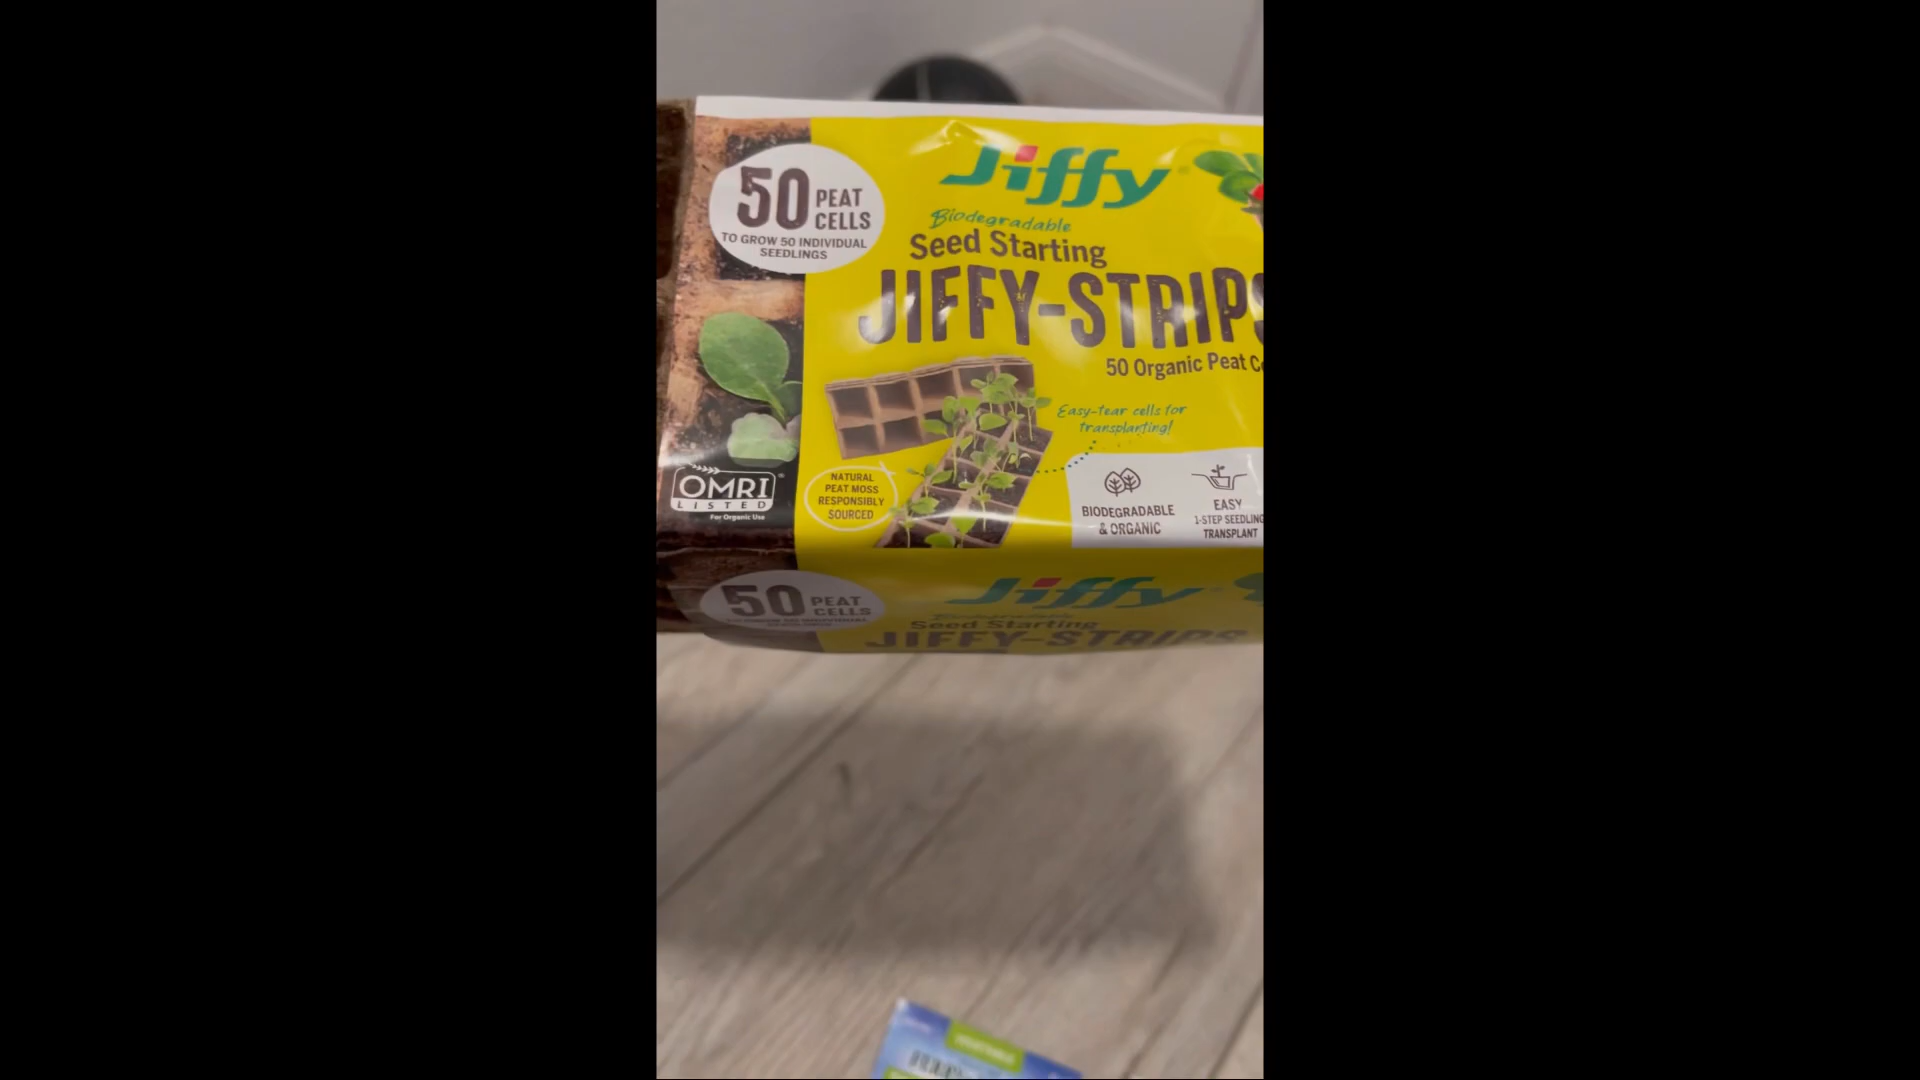 50 PEAT
CELLS
TO GROW 50 INDIVIDUAL
SEEDLINGS
Jiffy
Biodegradable
Seed Starting
JIFFY-STRIPS
50 Organic Peat
Easy-tear cells for
transplanting!
NATURAL
PEAT MOSS
RESPONSIBLY
SOURCED
OMRI
LISTED
For Organic Use
BIODEGRADABLE
& ORGANIC
EASY
1-STEP SEEDLING
TRANSPLANT
50 PEAT
CELLS
Jiffy
Seed Starting
JIFFY-STRIPS